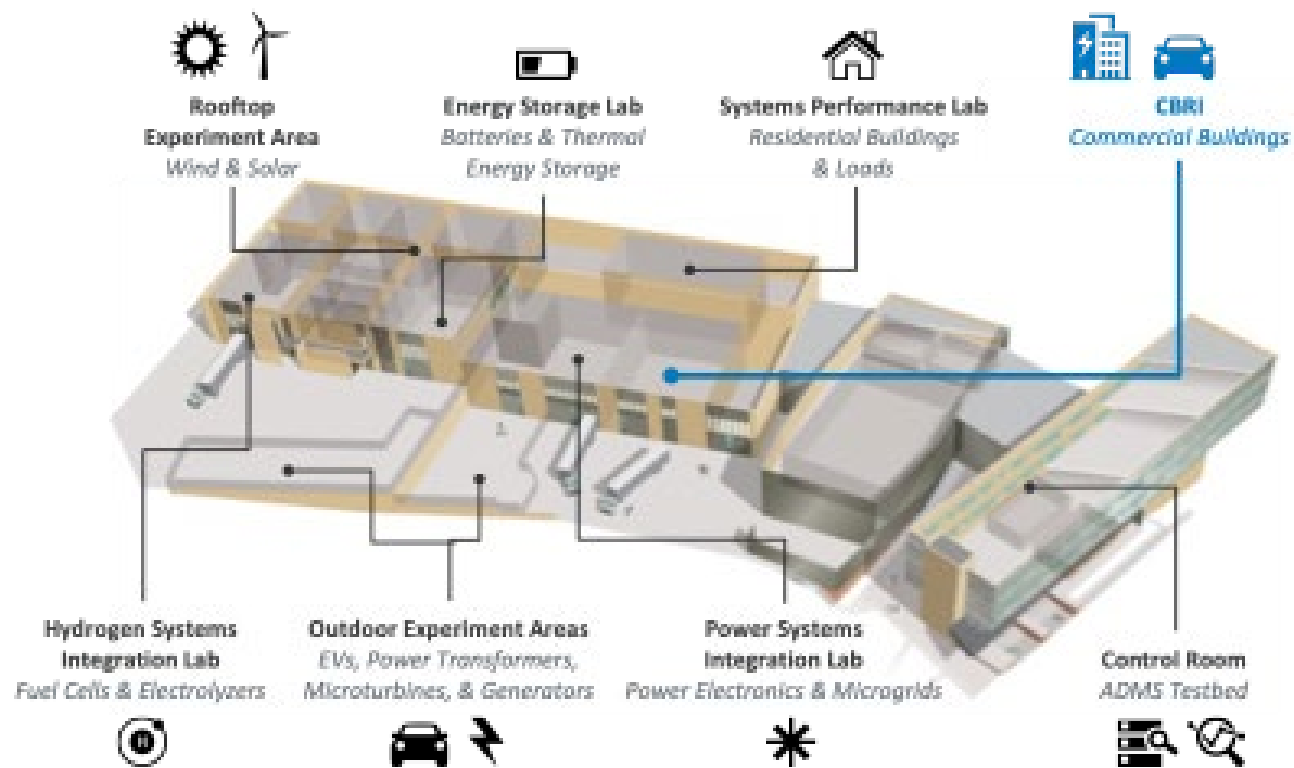 Rooftop
Experiment Area
Wind & Solar
Energy Storage Lab
Batteries & Thermal
Energy Storage
Systems Performance Lab
Residential Buildings
& Loads
CBRI
Commercial Buildings
Hydrogen Systems
Integration Lab
Fuel Cells & Electrolyzers
H
Outdoor Experiment Areas
EVs, Power Transformers,
Microturbines, & Generators
Power Systems
Integration Lab
Power Electronics & Microgrids
Control Room
ADMS Testbed